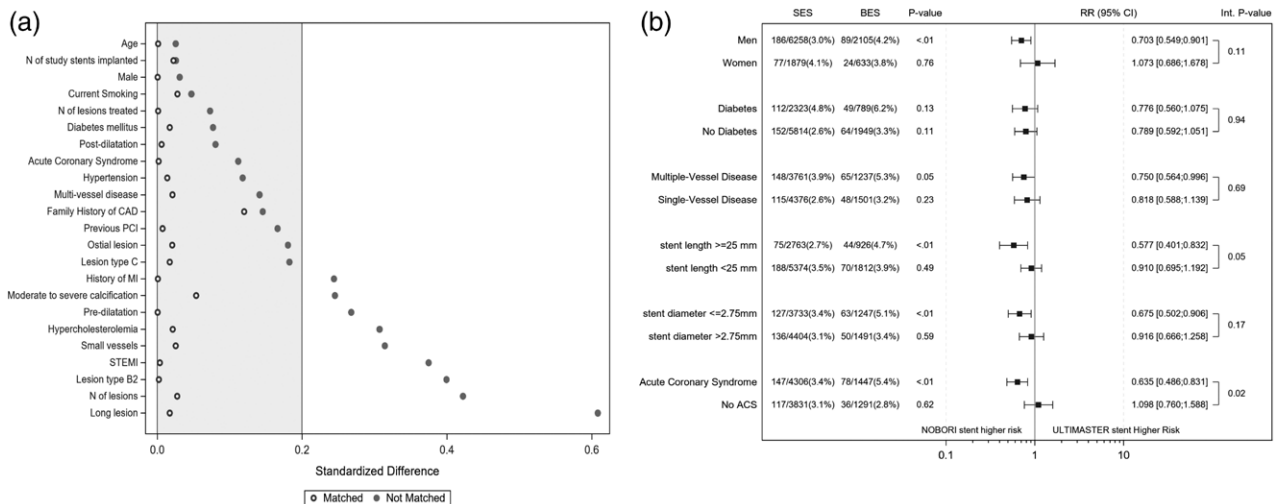 (a)
Age
N of study stents implanted
Male
Current Smoking
N of lesions treated
Diabetes mellitus
Post-dilatation
Acute Coronary Syndrome
Hypertension
Multi-vessel disease
Family History of CAD
Previous PCI
Ostial lesion
Lesion type C
History of MI
Moderate to severe calcification
Pre-dilatation
Hypercholesterolemia
Small vessels
STEMI
Lesion type B2
N of lesions
Long lesion
0.0 0.2 0.4 0.6
Standardized Difference
Matched Not Matched
(b)
SES BES P-value RR (95% CI) Int. P-value
Men 186/6258(3.0%) 89/2105(4.2%) <.01 0.703 [0.549;0.901]
0.11
Women 77/1879(4.1%) 24/633(3.8%) 0.76 1.073 [0.686;1.678]
Diabetes 112/2323(4.8%) 49/789(6.2%) 0.13 0.776 [0.560;1.075]
0.94
No Diabetes 152/5814(2.6%) 64/1949(3.3%) 0.11 0.789 [0.592;1.051]
Multiple-Vessel Disease 148/3761(3.9%) 65/1237(5.3%) 0.05 0.750 [0.564;0.996]
0.69
Single-Vessel Disease 115/4376(2.6%) 48/1501(3.2%) 0.23 0.818 [0.588;1.139]
stent length >=25 mm 75/2763(2.7%) 44/926(4.7%) <.01 0.577 [0.401;0.832]
0.05
stent length <25 mm 188/5374(3.5%) 70/1812(3.9%) 0.49 0.910 [0.695;1.192]
stent diameter <=2.75mm 127/3733(3.4%) 63/1247(5.1%) <.01 0.675 [0.502;0.906]
0.17
stent diameter >2.75mm 136/4404(3.1%) 50/1491(3.4%) 0.59 0.916 [0.666;1.258]
Acute Coronary Syndrome 147/4306(3.4%) 78/1447(5.4%) <.01 0.635 [0.486;0.831]
0.02
No ACS 117/3831(3.1%) 36/1291(2.8%) 0.62 1.098 [0.760;1.588]
NOBORI stent higher risk ULTIMASTER stent Higher Risk
0.1 1 10